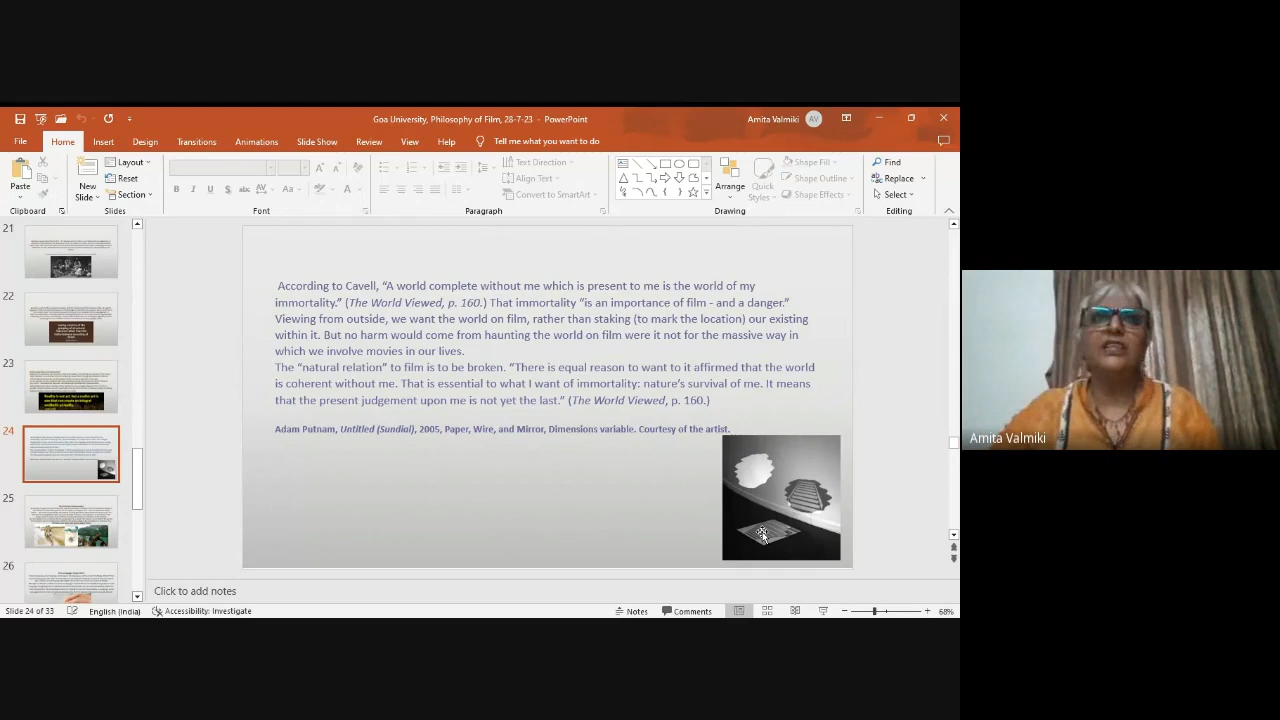 Goa University, Philosophy of Film, 28-7-23 - PowerPoint
Amita Valmiki AV
File Home Insert Design Transitions Animations Slide Show Review View Help Tell me what you want to do
Paste
New
Slide
Layout
Reset
Section
B I U S abc AV Aa A
Text Direction
Align Text
Convert to SmartArt
Arrange
Quick
Styles
Shape Fill
Shape Outline
Shape Effects
Find
Replace
Select
Clipboard Slides Font Paragraph Drawing Editing
21
22
23
24
25
26
According to Cavell, “A world complete without me which is present to me is the world of my
immortality.” (The World Viewed, p. 160.) That immortality “is an importance of film - and a danger.”
Viewing from outside, we want the world as film, rather than staking (to mark the location) our existing
within it. But no harm would come from haunting the world on film were it not for the massive way in
which we involve movies in our lives.
The “natural relation” to film is to be broken. “There is equal reason to want to it affirmed that the world
is coherent without me. That is essential to what I want of immortality: nature’s survival of me. It means
that the present judgement upon me is not yet the last.” (The World Viewed, p. 160.)
Adam Putnam, Untitled (Sundial), 2005, Paper, Wire, and Mirror, Dimensions variable. Courtesy of the artist.
Click to add notes
Slide 24 of 33 English (India) Accessibility: Investigate Notes Comments 68%
Amita Valmiki